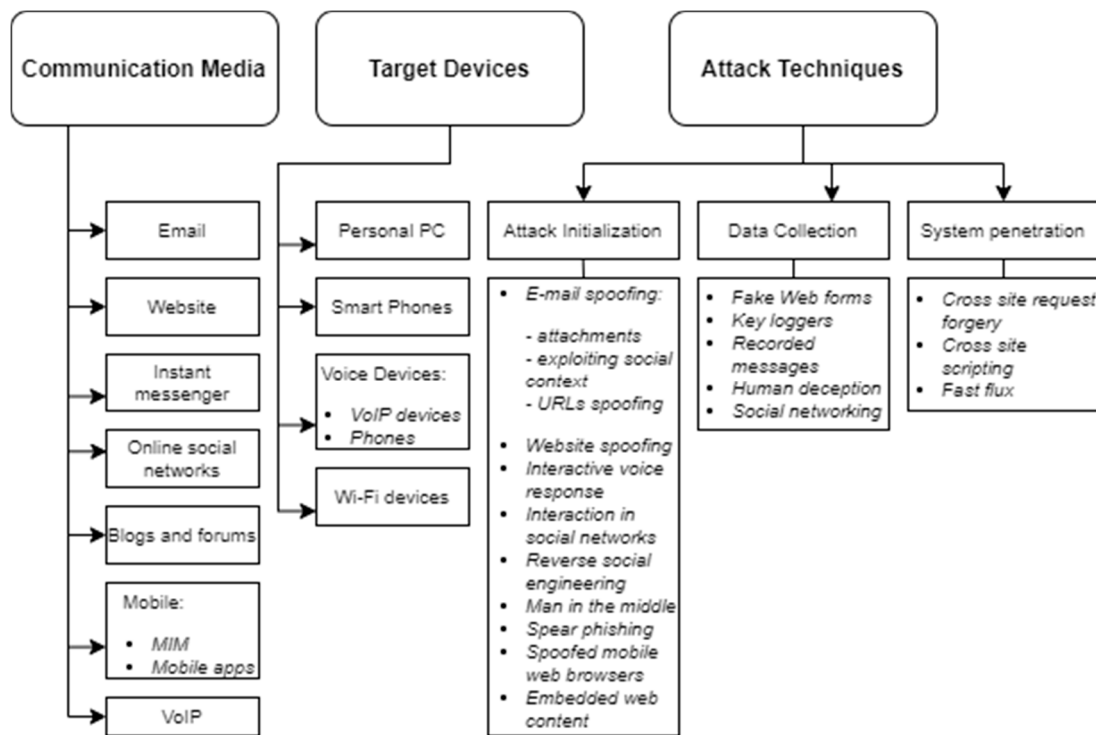 Communication Media
Target Devices
Attack Techniques
Email
Website
Instant
messenger
Online social
networks
Blogs and forums
Mobile:
• MIM
• Mobile apps
VoIP
Personal PC
Smart Phones
Voice Devices:
• VoIP devices
• Phones
Wi-Fi devices
Attack Initialization
• E-mail spoofing:
- attachments
- exploiting social
context
- URLs spoofing
• Website spoofing
• Interactive voice
response
• Interaction in
social networks
• Reverse social
engineering
• Man in the middle
• Spear phishing
• Spoofed mobile
web browsers
• Embedded web
content
Data Collection
• Fake Web forms
• Key loggers
• Recorded
messages
• Human deception
• Social networking
System penetration
• Cross site request
forgery
• Cross site
scripting
• Fast flux